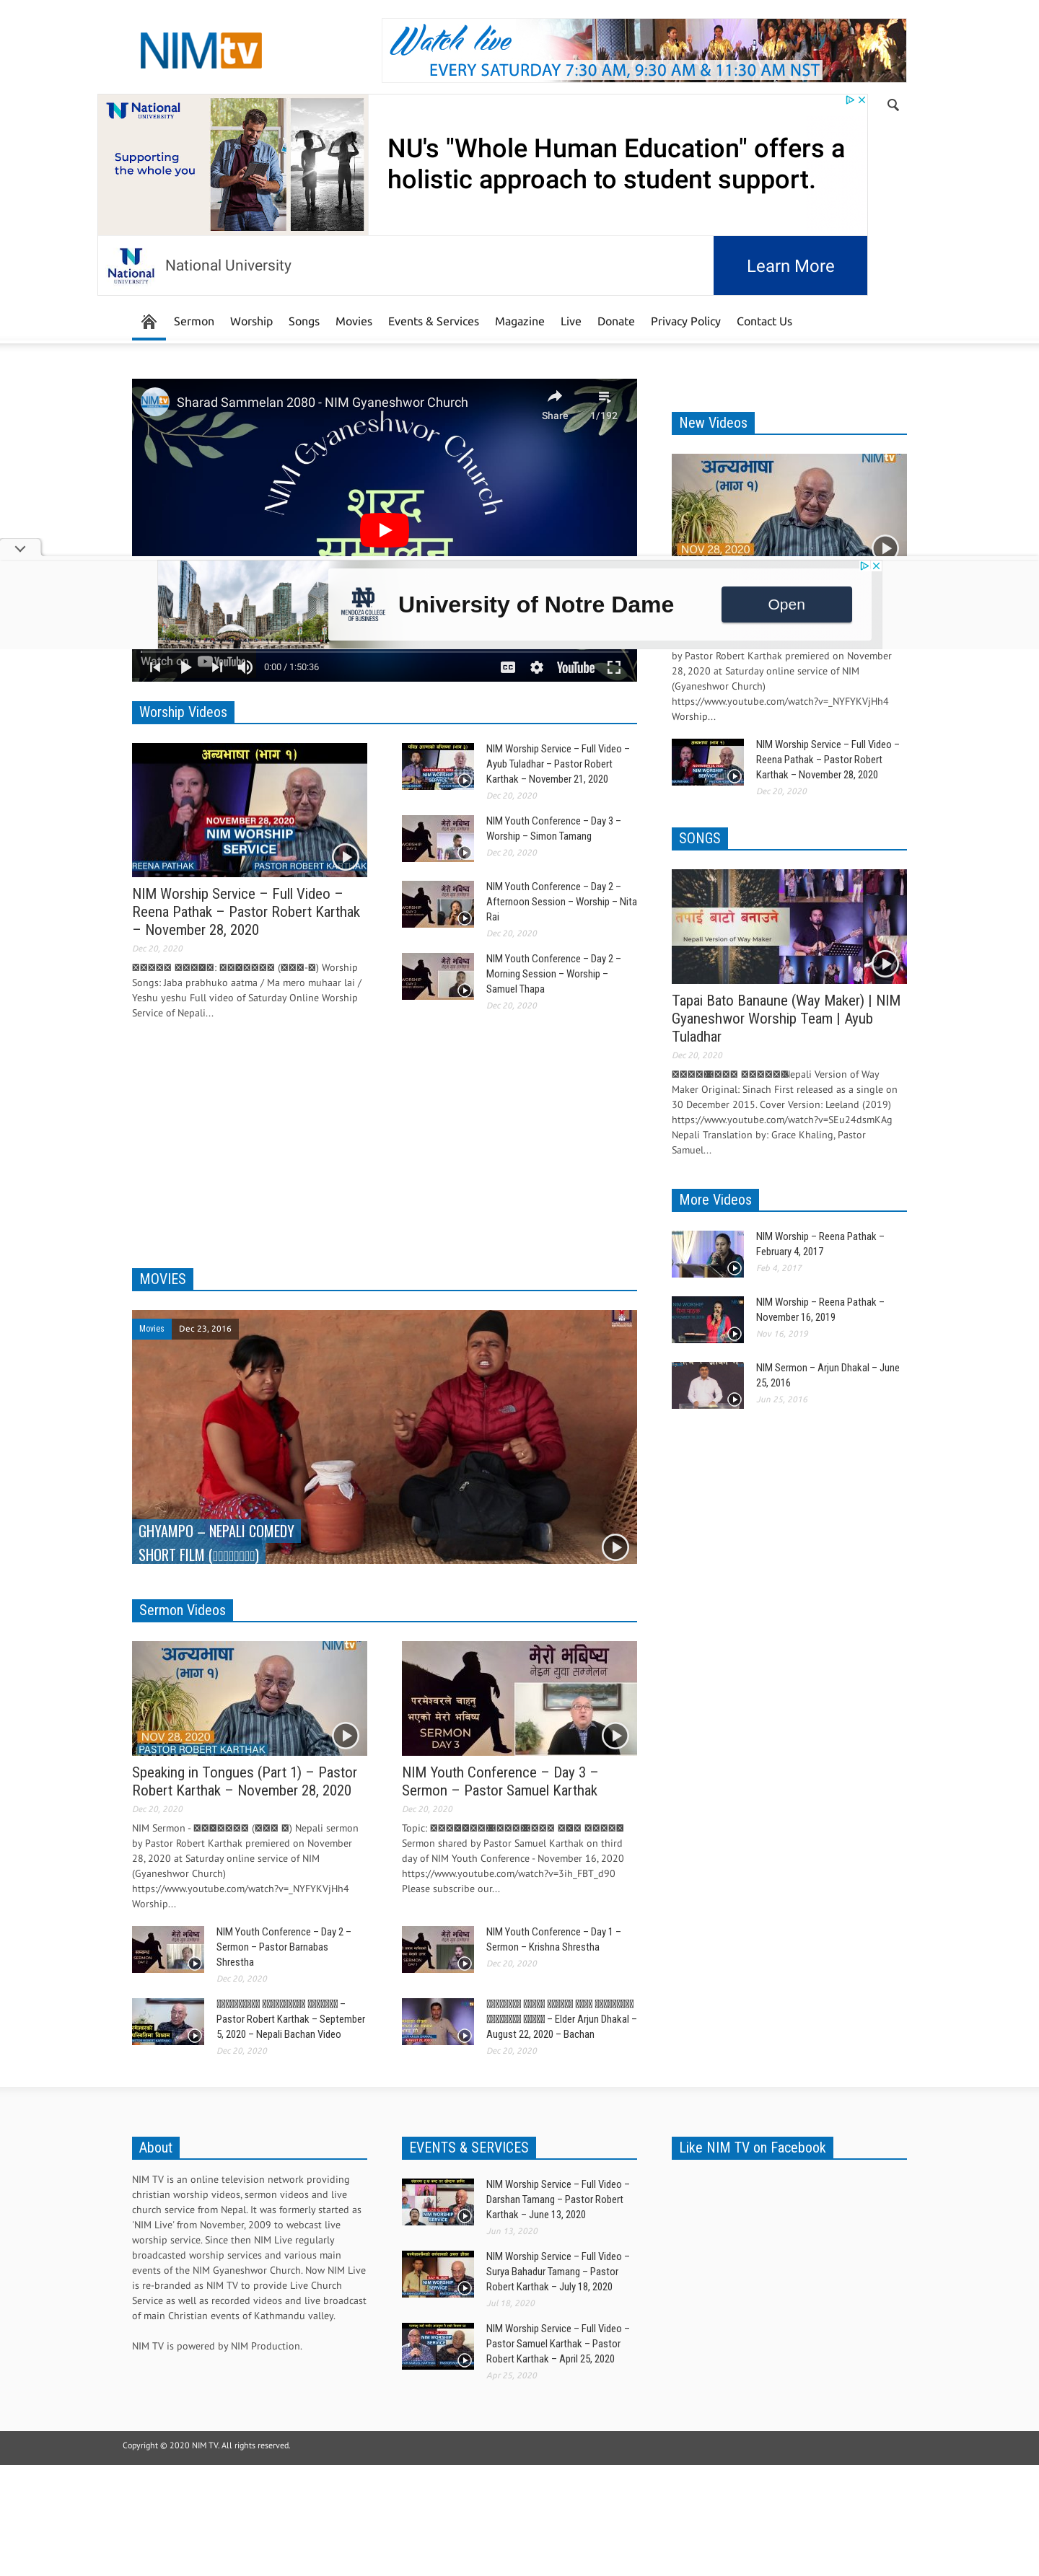 NIMtv
Watch live
EVERY SATURDAY 7:30 AM, 9:30 AM & 11:30 AM NST
National
UNIVERSITY
Supporting
the whole you
NU's "Whole Human Education" offers a
holistic approach to student support.
National
UNIVERSITY
National University
Learn More
Sermon Worship Songs Movies Events & Services Magazine Live Donate Privacy Policy Contact Us
Sharad Sammelan 2080 - NIM Gyaneshwor Church
Share
1/192
NIM Gyaneshwor Church
शरद
सम्मेलन
MENDOZA COLLEGE
OF BUSINESS
University of Notre Dame
Open
Watch on YouTube
0:00 / 1:50:36
YouTube
New Videos
NIMtv
अन्यभाषा
(भाग १)
NOV 28, 2020
by Pastor Robert Karthak premiered on November
28, 2020 at Saturday online service of NIM
(Gyaneshwor Church)
https://www.youtube.com/watch?v=_NYFYKVjHh4
Worship...
NIM Worship Service – Full Video –
Reena Pathak – Pastor Robert
Karthak – November 28, 2020
Dec 20, 2020
Worship Videos
अन्यभाषा (भाग १)
NOVEMBER 28, 2020
NIM WORSHIP
SERVICE
REENA PATHAK
PASTOR ROBERT KARTHAK
NIM Worship Service – Full Video –
Reena Pathak – Pastor Robert Karthak
– November 28, 2020
Dec 20, 2020
Worship
Songs: Jaba prabhuko aatma / Ma mero muhaar lai /
Yeshu yeshu Full video of Saturday Online Worship
Service of Nepali...
NIM Worship Service – Full Video –
Ayub Tuladhar – Pastor Robert
Karthak – November 21, 2020
Dec 20, 2020
NIM Youth Conference – Day 3 –
Worship – Simon Tamang
Dec 20, 2020
NIM Youth Conference – Day 2 –
Afternoon Session – Worship – Nita
Rai
Dec 20, 2020
NIM Youth Conference – Day 2 –
Morning Session – Worship –
Samuel Thapa
Dec 20, 2020
SONGS
तपाई बाटो बनाउने
Nepali Version of Way Maker
Tapai Bato Banaune (Way Maker) | NIM
Gyaneshwor Worship Team | Ayub
Tuladhar
Dec 20, 2020
Nepali Version of Way
Maker Original: Sinach First released as a single on
30 December 2015. Cover Version: Leeland (2019)
https://www.youtube.com/watch?v=SEu24dsmKAg
Nepali Translation by: Grace Khaling, Pastor
Samuel...
More Videos
NIM Worship – Reena Pathak –
February 4, 2017
Feb 4, 2017
NIM Worship – Reena Pathak –
November 16, 2019
Nov 16, 2019
NIM Sermon – Arjun Dhakal – June
25, 2016
Jun 25, 2016
MOVIES
Movies Dec 23, 2016
GHYAMPO – NEPALI COMEDY
SHORT FILM
Sermon Videos
NIMtv
अन्यभाषा
(भाग १)
NOV 28, 2020
PASTOR ROBERT KARTHAK
Speaking in Tongues (Part 1) – Pastor
Robert Karthak – November 28, 2020
Dec 20, 2020
NIM Sermon - Nepali sermon
by Pastor Robert Karthak premiered on November
28, 2020 at Saturday online service of NIM
(Gyaneshwor Church)
https://www.youtube.com/watch?v=_NYFYKVjHh4
Worship...
मेरो भबिष्य
नेइम युवा सम्मेलन
परमेश्वरले चाहनु
भएको मेरो भविष्य
SERMON
DAY 3
NIM Youth Conference – Day 3 –
Sermon – Pastor Samuel Karthak
Dec 20, 2020
Topic:
Sermon shared by Pastor Samuel Karthak on third
day of NIM Youth Conference - November 16, 2020
https://www.youtube.com/watch?v=3ih_FBT_d90
Please subscribe our...
NIM Youth Conference – Day 2 –
Sermon – Pastor Barnabas
Shrestha
Dec 20, 2020
NIM Youth Conference – Day 1 –
Sermon – Krishna Shrestha
Dec 20, 2020
–
Pastor Robert Karthak – September
5, 2020 – Nepali Bachan Video
Dec 20, 2020
– Elder Arjun Dhakal –
August 22, 2020 – Bachan
Dec 20, 2020
About
NIM TV is an online television network providing
christian worship videos, sermon videos and live
church service from Nepal. It was formerly started as
'NIM Live' from November, 2009 to webcast live
worship service. Since then NIM Live regularly
broadcasted worship services and various main
events of the NIM Gyaneshwor Church. Now NIM Live
is re-branded as NIM TV to provide Live Church
Service as well as recorded videos and live broadcast
of main Christian events of Kathmandu valley.
NIM TV is powered by NIM Production.
EVENTS & SERVICES
NIM Worship Service – Full Video –
Darshan Tamang – Pastor Robert
Karthak – June 13, 2020
Jun 13, 2020
NIM Worship Service – Full Video –
Surya Bahadur Tamang – Pastor
Robert Karthak – July 18, 2020
Jul 18, 2020
NIM Worship Service – Full Video –
Pastor Samuel Karthak – Pastor
Robert Karthak – April 25, 2020
Apr 25, 2020
Like NIM TV on Facebook
Copyright © 2020 NIM TV. All rights reserved.